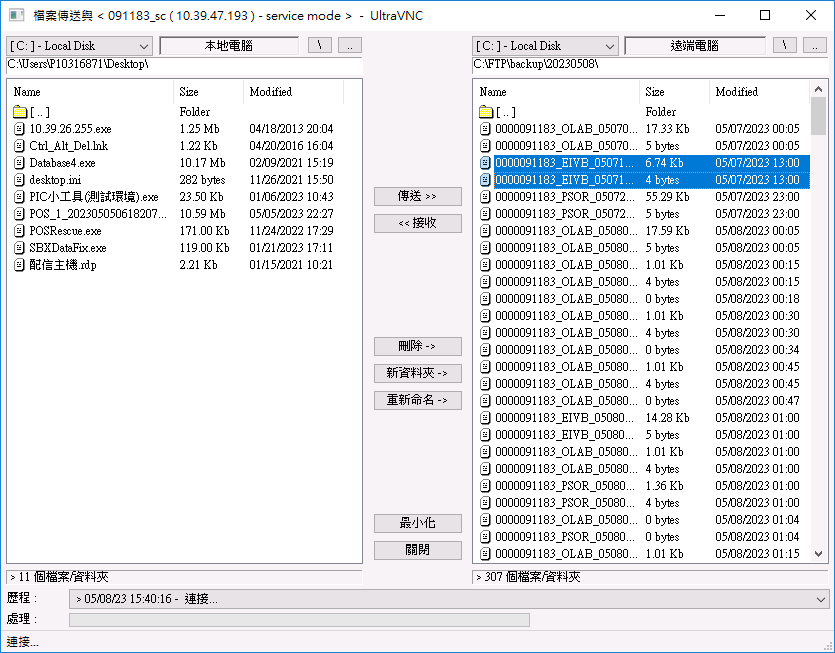 檔案傳送與 < 091183_sc ( 10.39.47.193 ) - service mode > - UltraVNC
[ C: ] - Local Disk 本地電腦 \ ..
C:\Users\P10316871\Desktop\
Name Size Modified
[ .. ] Folder
10.39.26.255.exe 1.25 Mb 04/18/2013 20:04
Ctrl_Alt_Del.lnk 1.22 Kb 04/20/2016 16:04
Database4.exe 10.17 Mb 02/09/2021 15:19
desktop.ini 282 bytes 11/26/2021 15:50
PIC小工具(測試環境).exe 23.50 Kb 01/06/2023 10:43
POS_1_202305050618207... 10.59 Mb 05/05/2023 22:27
POSRescue.exe 171.00 Kb 11/24/2022 17:29
SBXDataFix.exe 119.00 Kb 01/21/2023 17:11
配信主機.rdp 2.21 Kb 01/15/2021 10:21
> 11 個檔案/資料夾
傳送 >>
<< 接收
刪除 ->
新資料夾 ->
重新命名 ->
最小化
關閉
[ C: ] - Local Disk 遠端電腦 \ ..
C:\FTP\backup\20230508\
Name Size Modified
[ .. ] Folder
0000091183_OLAB_05070... 17.33 Kb 05/07/2023 00:05
0000091183_OLAB_05070... 5 bytes 05/07/2023 00:05
0000091183_EIVB_05071... 6.74 Kb 05/07/2023 13:00
0000091183_EIVB_05071... 4 bytes 05/07/2023 13:00
0000091183_PSOR_05072... 55.29 Kb 05/07/2023 23:00
0000091183_PSOR_05072... 5 bytes 05/07/2023 23:00
0000091183_OLAB_05080... 17.59 Kb 05/08/2023 00:05
0000091183_OLAB_05080... 5 bytes 05/08/2023 00:05
0000091183_OLAB_05080... 1.01 Kb 05/08/2023 00:15
0000091183_OLAB_05080... 4 bytes 05/08/2023 00:15
0000091183_OLAB_05080... 0 bytes 05/08/2023 00:18
0000091183_OLAB_05080... 1.01 Kb 05/08/2023 00:30
0000091183_OLAB_05080... 4 bytes 05/08/2023 00:30
0000091183_OLAB_05080... 0 bytes 05/08/2023 00:34
0000091183_OLAB_05080... 1.01 Kb 05/08/2023 00:45
0000091183_OLAB_05080... 4 bytes 05/08/2023 00:45
0000091183_OLAB_05080... 0 bytes 05/08/2023 00:47
0000091183_EIVB_05080... 14.28 Kb 05/08/2023 01:00
0000091183_EIVB_05080... 5 bytes 05/08/2023 01:00
0000091183_OLAB_05080... 1.01 Kb 05/08/2023 01:00
0000091183_OLAB_05080... 4 bytes 05/08/2023 01:00
0000091183_PSOR_05080... 1.36 Kb 05/08/2023 01:00
0000091183_PSOR_05080... 4 bytes 05/08/2023 01:00
0000091183_OLAB_05080... 0 bytes 05/08/2023 01:04
0000091183_PSOR_05080... 0 bytes 05/08/2023 01:04
0000091183_OLAB_05080... 1.01 Kb 05/08/2023 01:15
> 307 個檔案/資料夾
歷程 : > 05/08/23 15:40:16 - 連接...
處理 :
連接...